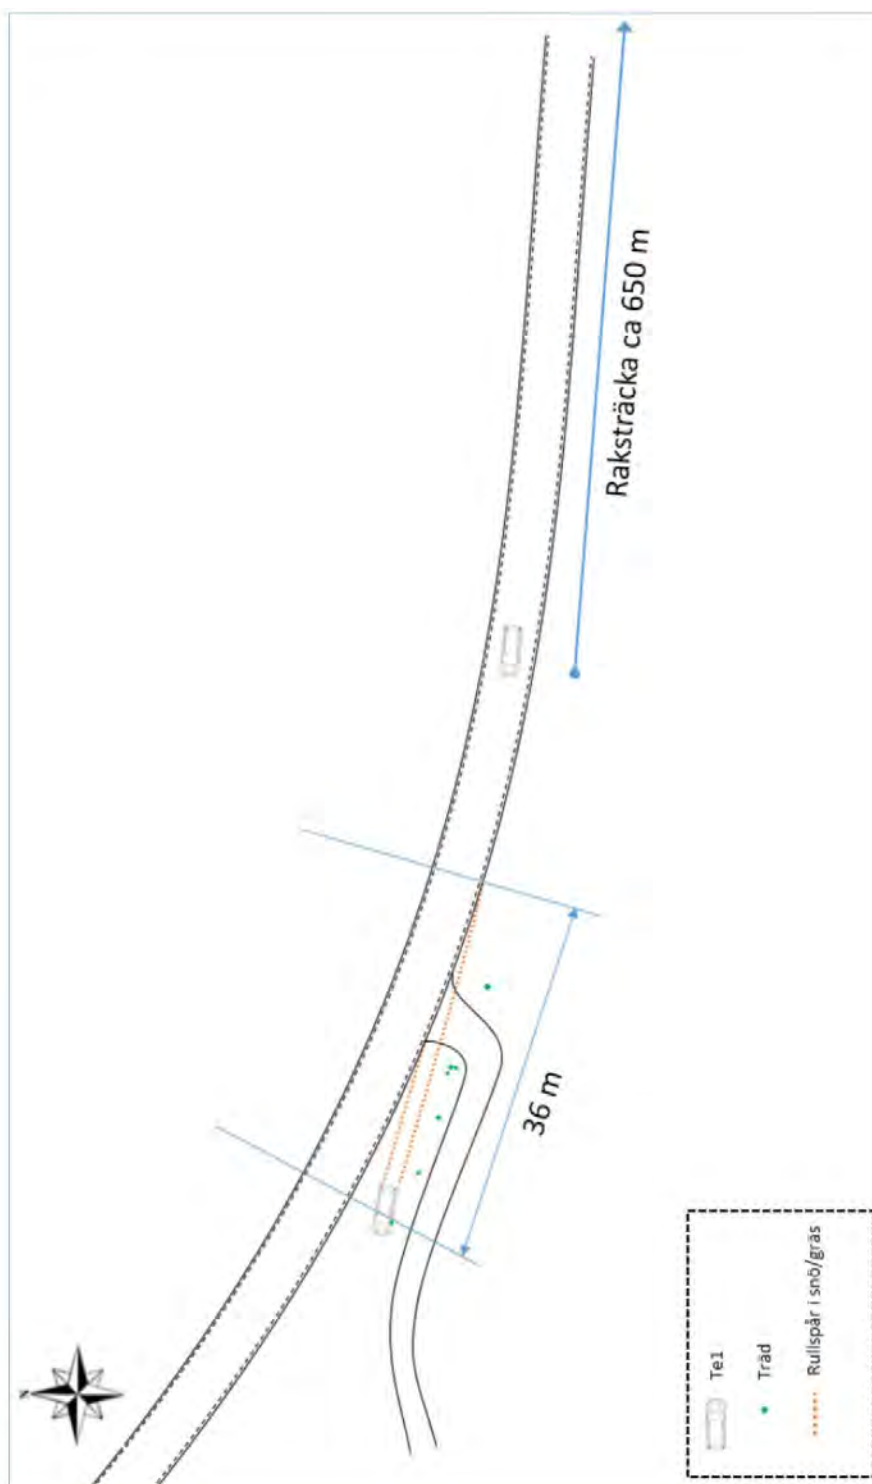 N
Raksträcka ca 650 m
36 m
Te1
Träd
Rullspår i snö/gräs